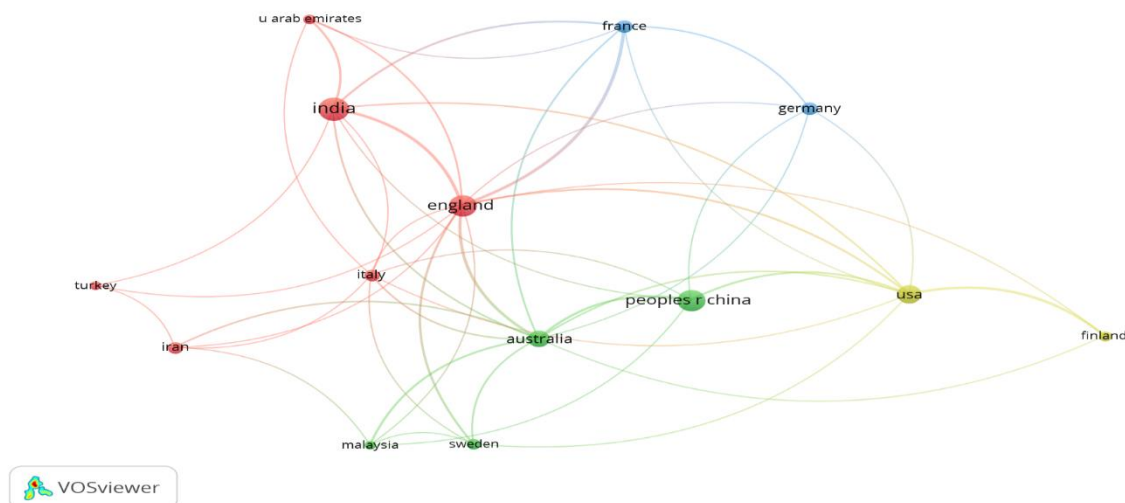 u arab emirates
france
india
germany
england
italy
turkey
peoples r china
usa
australia
finland
iran
malaysia
sweden
VOSviewer